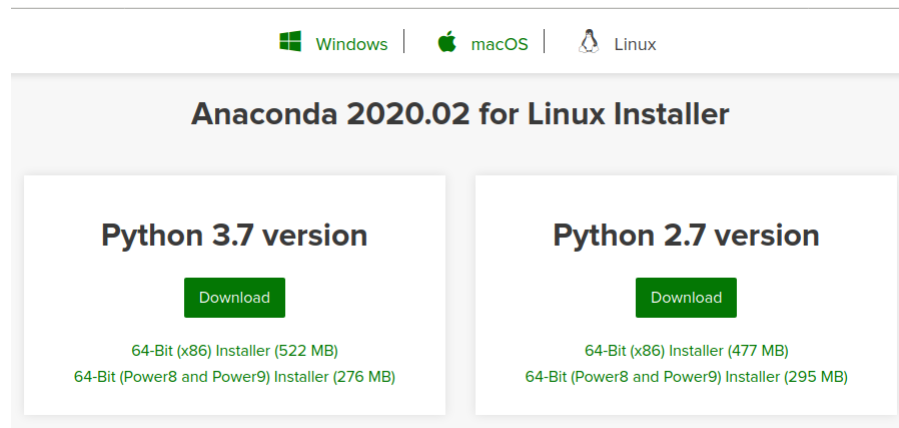 Windows macOS Linux
Anaconda 2020.02 for Linux Installer
Python 3.7 version
Download
64-Bit (x86) Installer (522 MB)
64-Bit (Power8 and Power9) Installer (276 MB)
Python 2.7 version
Download
64-Bit (x86) Installer (477 MB)
64-Bit (Power8 and Power9) Installer (295 MB)